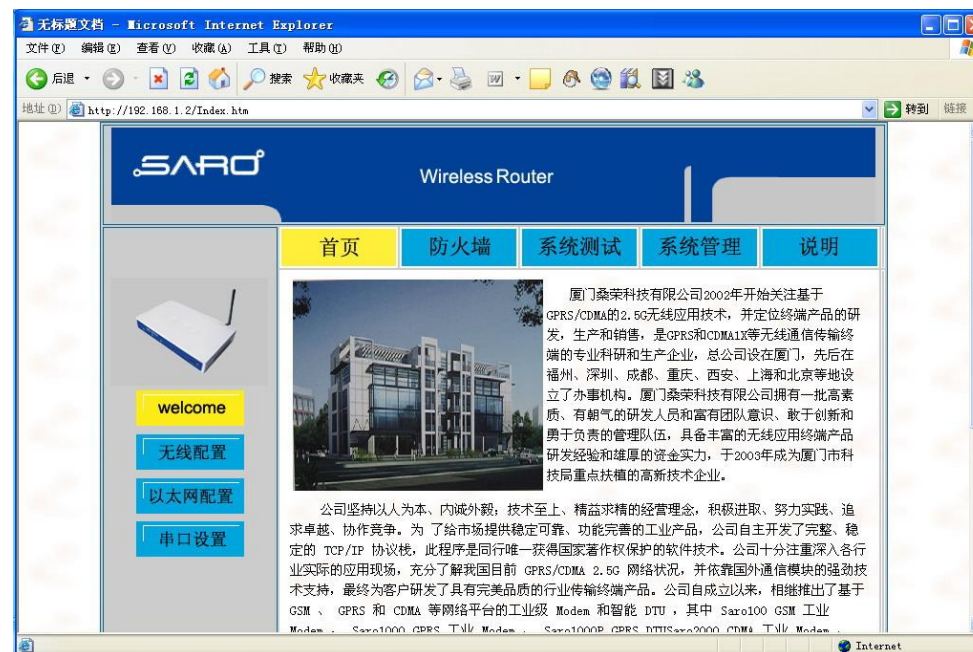 无标题文档 - Microsoft Internet Explorer
文件(F) 编辑(E) 查看(V) 收藏(A) 工具(T) 帮助(H)
后退 搜索 收藏夹
地址(D) http://192.168.1.2/Index.htm 转到 链接
SARO
Wireless Router
首页 防火墙 系统测试 系统管理 说明
welcome
无线配置
以太网配置
串口设置
厦门桑荣科技有限公司2002年开始关注基于
GPRS/CDMA的2.5G无线应用技术，并定位终端产品的研
发，生产和销售，是GPRS和CDMA1X等无线通信传输终
端的专业科研和生产企业，总公司设在厦门，先后在
福州、深圳、成都、重庆、西安、上海和北京等地设
立了办事机构。厦门桑荣科技有限公司拥有一批高素
质、有朝气的研发人员和富有团队意识、敢于创新和
勇于负责的管理队伍，具备丰富的无线应用终端产品
研发经验和雄厚的资金实力，于2003年成为厦门市科
技局重点扶植的高新技术企业。
公司坚持以人为本、内诚外毅；技术至上、精益求精的经营理念，积极进取、努力实践、追
求卓越、协作竞争。为 了给市场提供稳定可靠、功能完善的工业产品，公司自主开发了完整、稳
定的 TCP/IP 协议栈，此程序是同行唯一获得国家著作权保护的软件技术。公司十分注重深入各行
业实际的应用现场，充分了解我国目前 GPRS/CDMA 2.5G 网络状况，并依靠国外通信模块的强劲技
术支持，最终为客户研发了具有完美品质的行业传输终端产品。公司自成立以来，相继推出了基于
GSM 、 GPRS 和 CDMA 等网络平台的工业级 Modem 和智能 DTU ，其中 Saro100 GSM 工业
Modem 、 Saro1000 GPRS 工业 Modem 、 Saro1000P GPRS DTUSaro2000 CDMA 工业 Modem 、
Internet